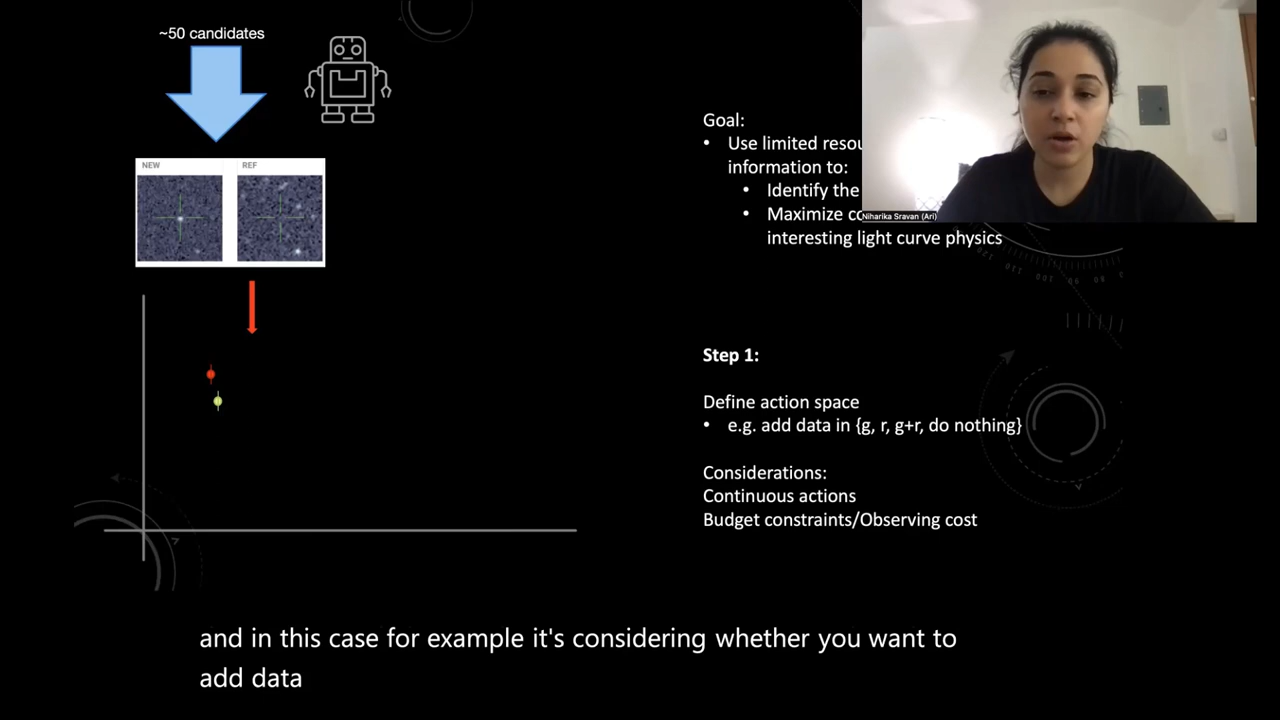 ~50 candidates
NEW
REF
Goal:
• Use limited
information to:
• Identify the
• Maximize
interesting light curve physics
Niharika Sravan (Ari)
Step 1:
Define action space
• e.g. add data in {g, r, g+r, do nothing}
Considerations:
Continuous actions
Budget constraints/Observing cost
and in this case for example it's considering whether you want to
add data